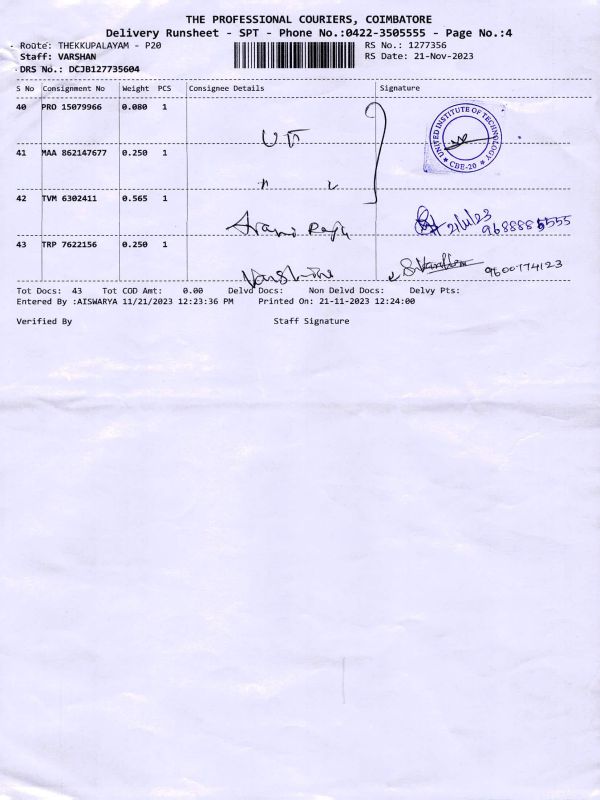 THE PROFESSIONAL COURIERS, COIMBATORE
Delivery Runsheet - SPT - Phone No.:0422-3505555 - Page No.:4
Route: THEKKUPALAYAM - P20 RS No.: 1277356
Staff: VARSHAN RS Date: 21-Nov-2023
DRS No.: DCJB127735604
S No Consignment No Weight PCS Consignee Details Signature
40 PRO 15079966 0.080 1
UNITED INSTITUTE OF TECHNOLOGY ★ CBE-20 ★
41 MAA 862147677 0.250 1
42 TVM 6302411 0.565 1
21/11/23
43 TRP 7622156 0.250 1
9600774123
Tot Docs: 43 Tot COD Amt: 0.00 Delvd Docs: Non Delvd Docs: Delvy Pts:
Entered By :AISWARYA 11/21/2023 12:23:36 PM Printed On: 21-11-2023 12:24:00
Verified By Staff Signature